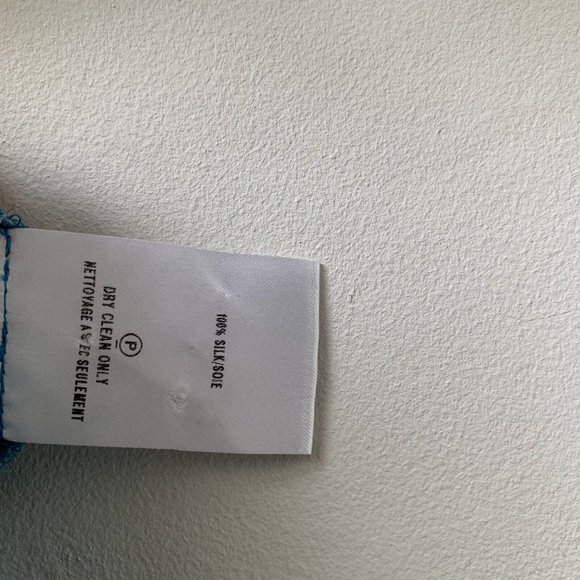 100% SILK/SOIE
P
DRY CLEAN ONLY
NETTOYAGE A SEC SEULEMENT